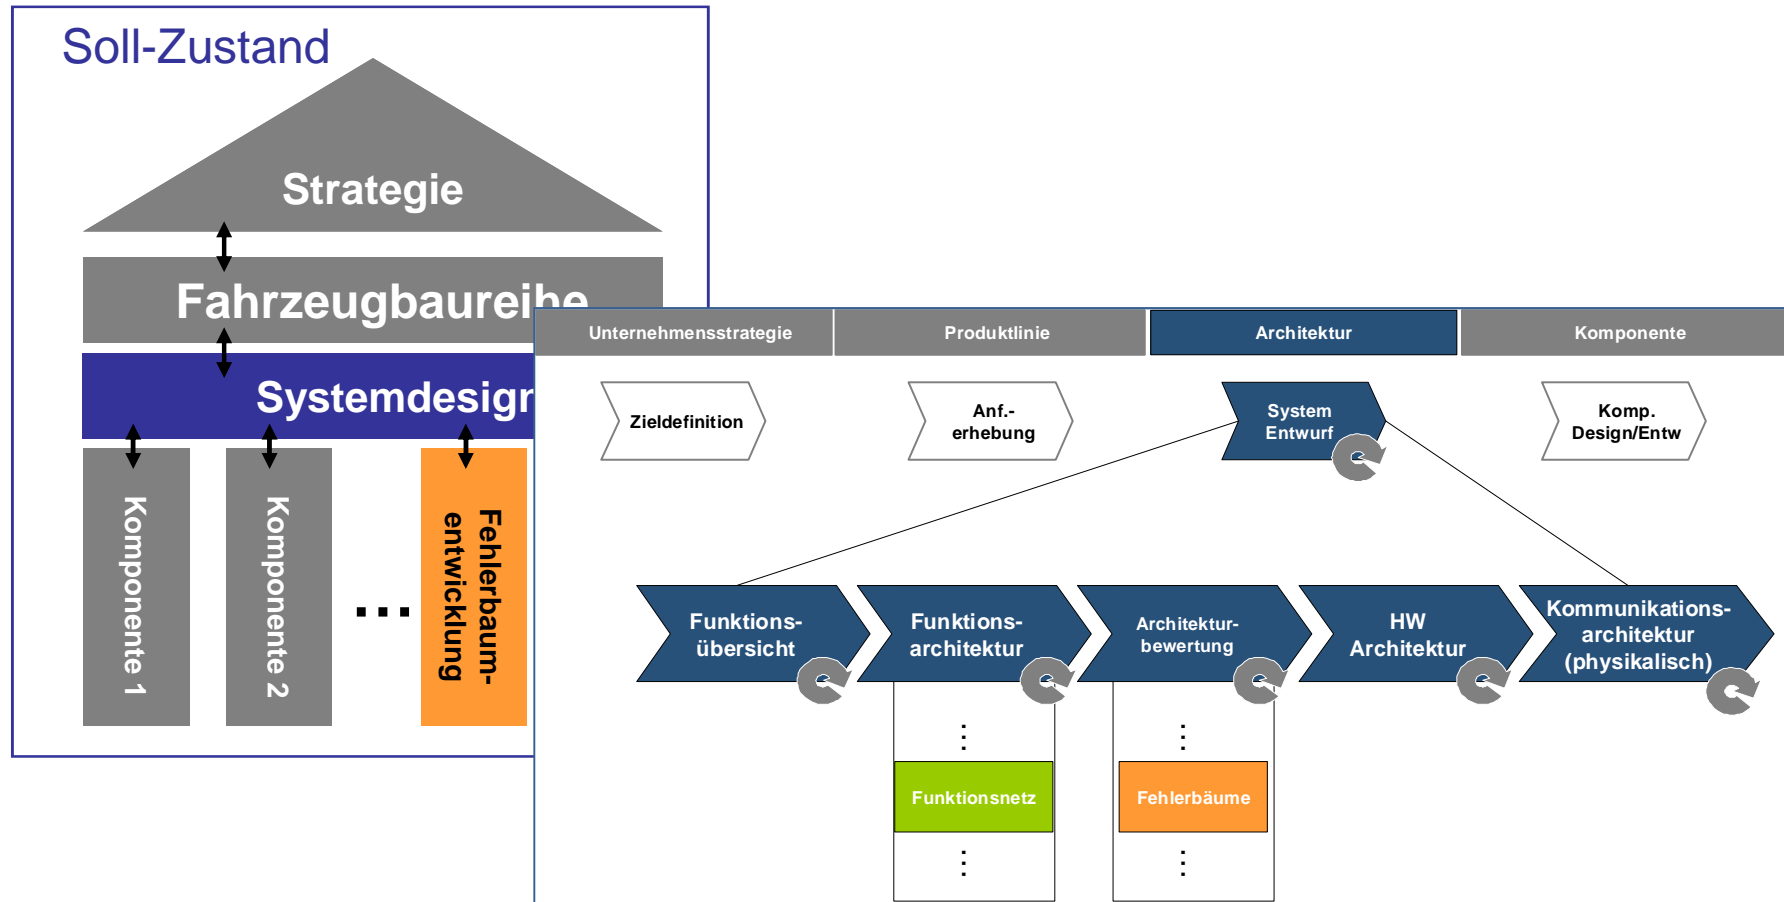 Soll-Zustand
Strategie
Fahrzeugbaureihe
Systemdesign
Komponente 1
Komponente 2
...
Fehlerbaum-
entwicklung
Unternehmensstrategie
Produktlinie
Architektur
Komponente
Zieldefinition
Anf.-
erhebung
System
Entwurf
Komp.
Design/Entw
Funktions-
übersicht
Funktions-
architektur
Architektur-
bewertung
HW
Architektur
Kommunikations-
architektur
(physikalisch)
...
Funktionsnetz
...
...
Fehlerbäume
...